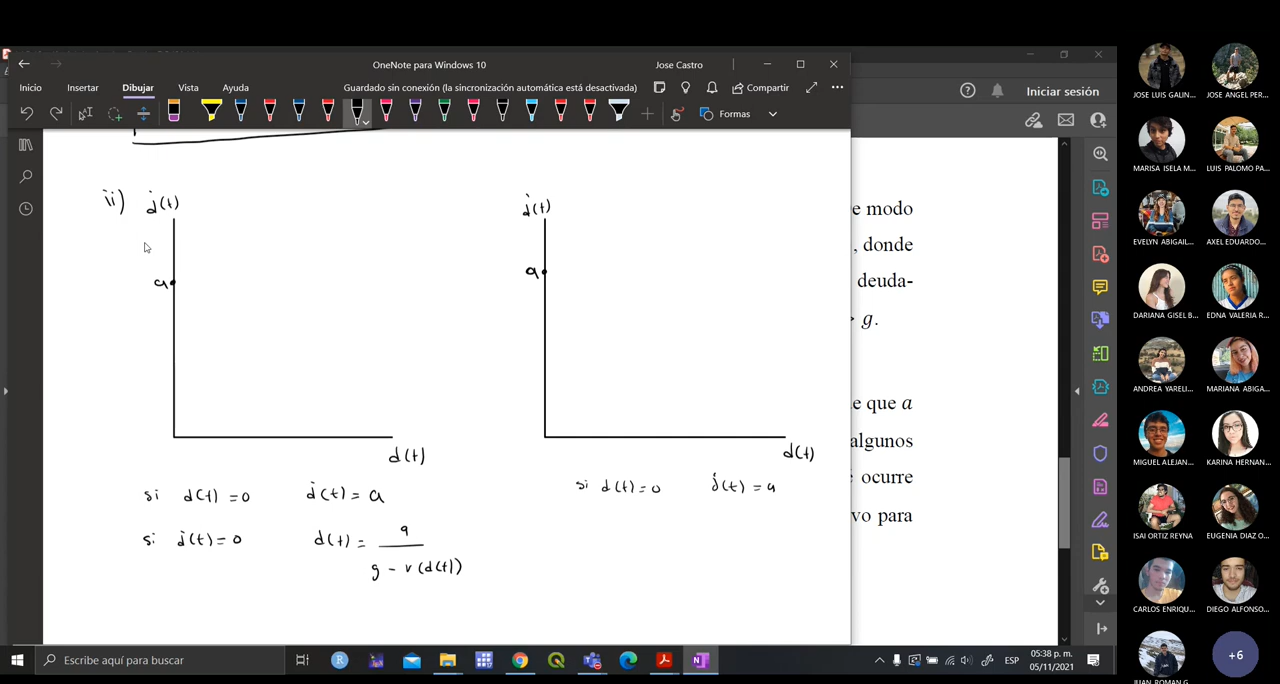 OneNote para Windows 10
Jose Castro
Inicio
Insertar
Dibujar
Vista
Ayuda
Guardado sin conexión (la sincronización automática está desactivada)
Compartir
Formas
Iniciar sesión
ii) ḋ(t)
a
d(t)
si d(t) = 0 ḋ(t) = a
si ḋ(t) = 0 d(t) = a / g - r(d(t))
ḋ(t)
a
d(t)
si d(t) = 0 ḋ(t) = a
e modo
, donde
deuda-
g.
e que a
algunos
ocurre
vo para
JOSE LUIS GALIN...
JOSE ANGEL PER...
MARISA ISELA M...
LUIS PALOMO PA...
EVELYN ABIGAIL...
AXEL EDUARDO...
DARIANA GISEL B...
EDNA VALERIA R...
ANDREA YARELI...
MARIANA ABIGA...
MIGUEL ALEJAN...
KARINA HERNAN...
ISAI ORTIZ REYNA
EUGENIA DIAZ O...
CARLOS ENRIQU...
DIEGO ALFONSO...
JUAN ROMAN G...
+6
Escribe aquí para buscar
ESP
05:38 p. m.
05/11/2021